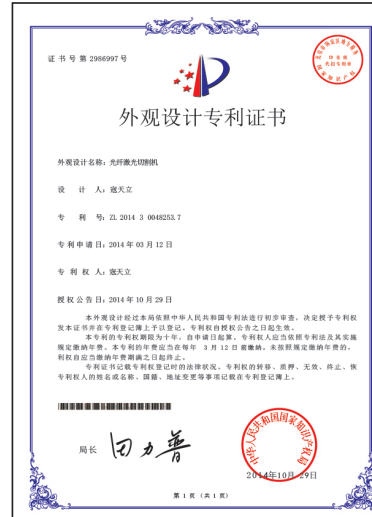 证书号第2986997号
外观设计专利证书
外观设计名称：光纤激光切割机
设计人：寇天立
专利号：ZL 2014 3 0048253.7
专利申请日：2014年03月12日
专利权人：寇天立
授权公告日：2014年10月29日
本外观设计经过本局依照中华人民共和国专利法进行初步审查，决定授予专利权
发本证书并在专利登记簿上予以登记。专利权自授权公告之日起生效。
本专利的专利权期限为十年，自申请日起算。专利权人应当依照专利法及其实施
规定缴纳年费。本专利的年费应当在每年 3 月 12 日前缴纳。未按照规定缴纳年费的，
利权自应当缴纳年费期满之日起终止。
专利证书记载专利权登记时的法律状况。专利权的转移、质押、无效、终止、恢
专利权人的姓名或名称、国籍、地址变更等事项记载在专利登记簿上。
局长
田力普
中华人民共和国国家知识产权局
2014年10月29日
第 1 页（共 1 页）